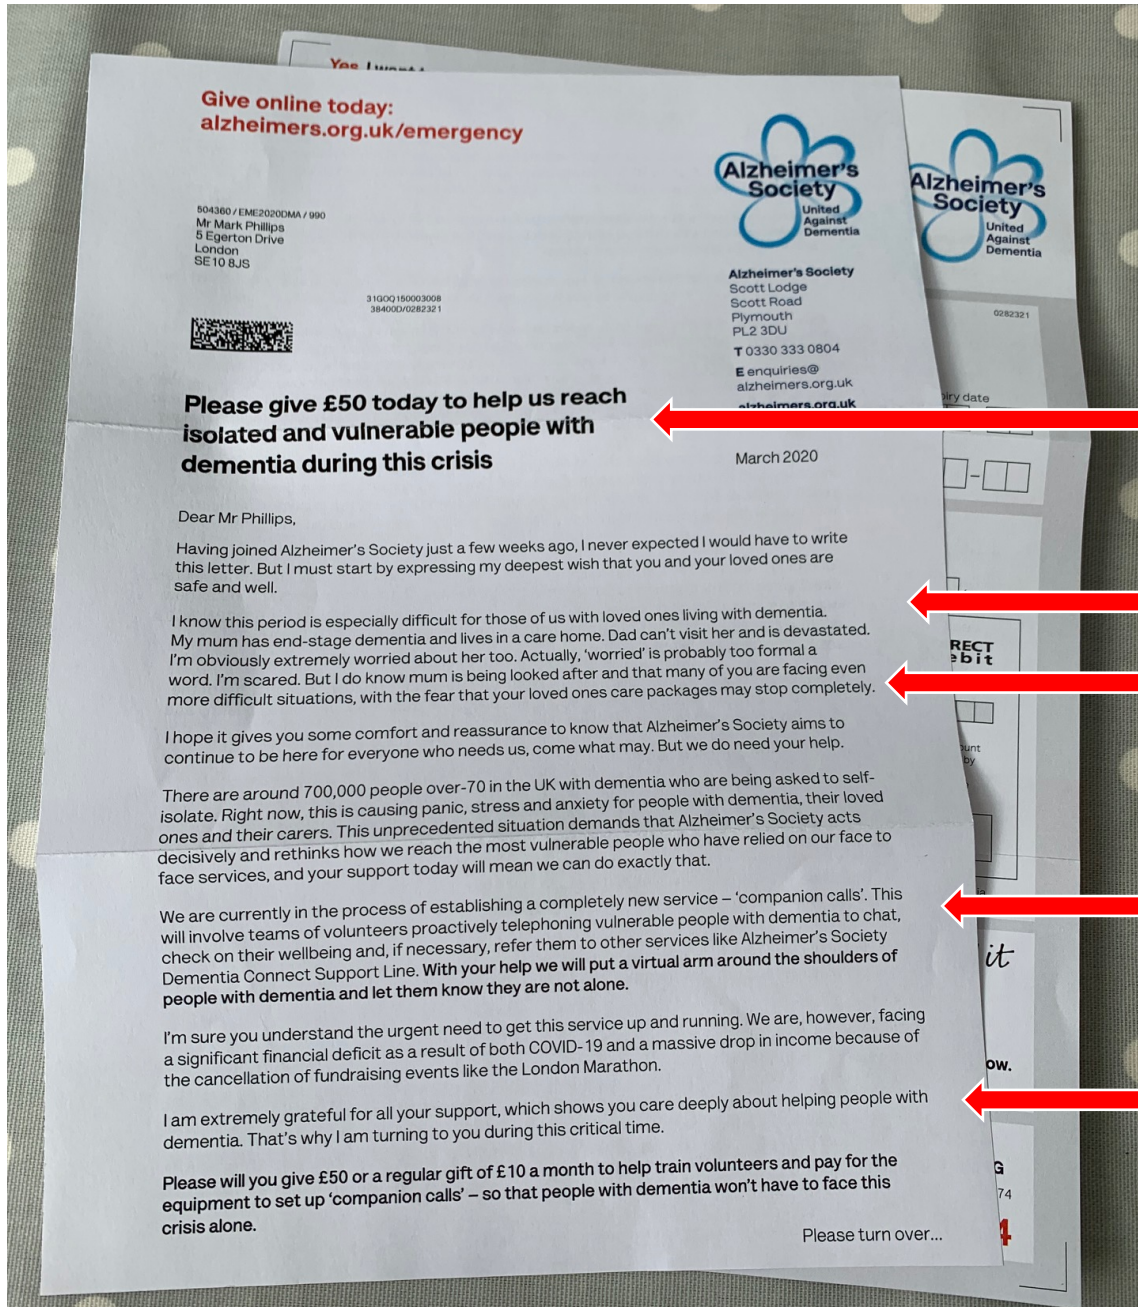 Yes I want
Give online today:
alzheimers.org.uk/emergency
Alzheimer's
Society
United
Against
Dementia
Alzheimer's
Society
United
Against
Dementia
504360 / EME2020DMA / 990
Mr Mark Phillips
5 Egerton Drive
London
SE10 8JS
31GOQ150003008
38400D/0282321
Alzheimer's Society
Scott Lodge
Scott Road
Plymouth
PL2 3DU
T 0330 333 0804
E enquiries@
alzheimers.org.uk
alzheimers.org.uk
0282321
piry date
Please give £50 today to help us reach
isolated and vulnerable people with
dementia during this crisis
March 2020
Dear Mr Phillips,
Having joined Alzheimer's Society just a few weeks ago, I never expected I would have to write
this letter. But I must start by expressing my deepest wish that you and your loved ones are
safe and well.
I know this period is especially difficult for those of us with loved ones living with dementia.
My mum has end-stage dementia and lives in a care home. Dad can't visit her and is devastated.
I'm obviously extremely worried about her too. Actually, 'worried' is probably too formal a
word. I'm scared. But I do know mum is being looked after and that many of you are facing even
more difficult situations, with the fear that your loved ones care packages may stop completely.
I hope it gives you some comfort and reassurance to know that Alzheimer's Society aims to
continue to be here for everyone who needs us, come what may. But we do need your help.
There are around 700,000 people over-70 in the UK with dementia who are being asked to self-
isolate. Right now, this is causing panic, stress and anxiety for people with dementia, their loved
ones and their carers. This unprecedented situation demands that Alzheimer's Society acts
decisively and rethinks how we reach the most vulnerable people who have relied on our face to
face services, and your support today will mean we can do exactly that.
We are currently in the process of establishing a completely new service – 'companion calls'. This
will involve teams of volunteers proactively telephoning vulnerable people with dementia to chat,
check on their wellbeing and, if necessary, refer them to other services like Alzheimer's Society
Dementia Connect Support Line. With your help we will put a virtual arm around the shoulders of
people with dementia and let them know they are not alone.
I'm sure you understand the urgent need to get this service up and running. We are, however, facing
a significant financial deficit as a result of both COVID-19 and a massive drop in income because of
the cancellation of fundraising events like the London Marathon.
I am extremely grateful for all your support, which shows you care deeply about helping people with
dementia. That's why I am turning to you during this critical time.
Please will you give £50 or a regular gift of £10 a month to help train volunteers and pay for the
equipment to set up 'companion calls' – so that people with dementia won't have to face this
crisis alone.
Please turn over...
RECT
ebit
unt
by
it
ow.
G
74
4